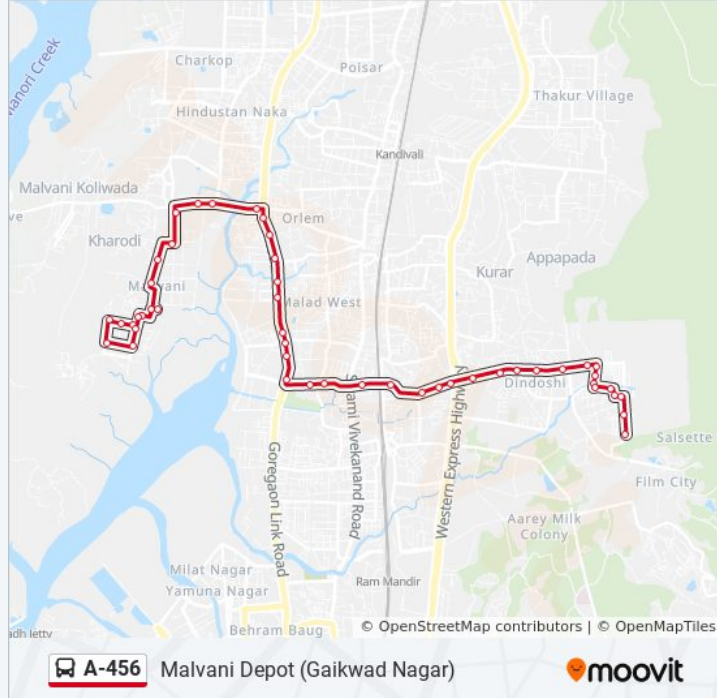 Charkop
Poisar
Manori Creek
Thakur Village
Hindustan Naka
Kandivali
Malvani Koliwada
Orlem
Kharodi
Appapada
Kurar
Malvani
Malad West
Dindoshi
Swami Vivekanand Road
Western Express Highway
Salsette
Goregaon Link Road
Film City
Aarey Milk
Colony
Milat Nagar
Yamuna Nagar
Ram Mandir
Behram Baug
© OpenStreetMap contributors | © OpenMapTiles
A-456 Malvani Depot (Gaikwad Nagar)
moovit